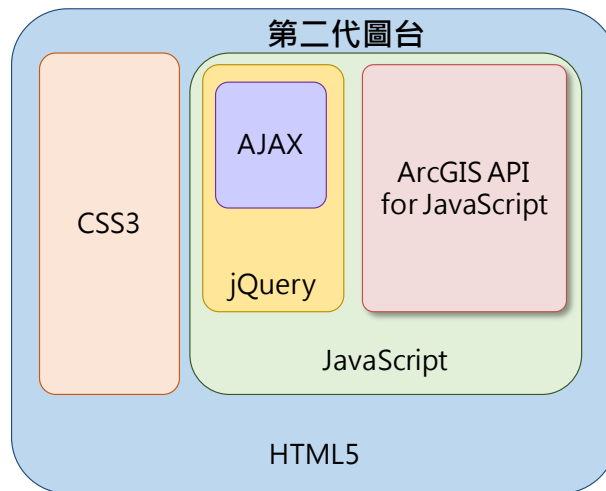 第二代圖台
AJAX
ArcGIS API
for JavaScript
CSS3
jQuery
JavaScript
HTML5